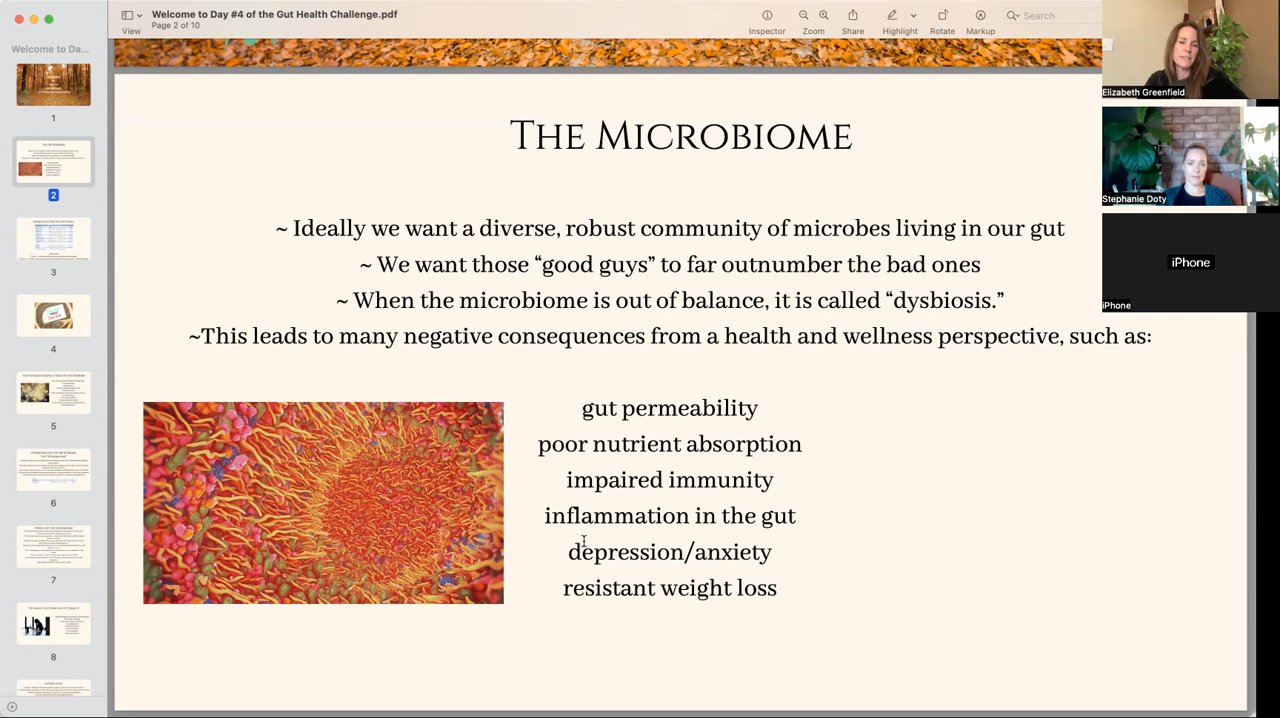 Welcome to Day #4 of the Gut Health Challenge.pdf
Page 2 of 10
View
Inspector
Zoom
Share
Highlight
Rotate
Markup
Search
Welcome to Da...
1
2
3
4
5
6
7
8
THE MICROBIOME
~ Ideally we want a diverse, robust community of microbes living in our gut
~ We want those “good guys” to far outnumber the bad ones
~ When the microbiome is out of balance, it is called “dysbiosis.”
~This leads to many negative consequences from a health and wellness perspective, such as:
gut permeability
poor nutrient absorption
impaired immunity
inflammation in the gut
depression/anxiety
resistant weight loss
Elizabeth Greenfield
Stephanie Doty
iPhone
iPhone